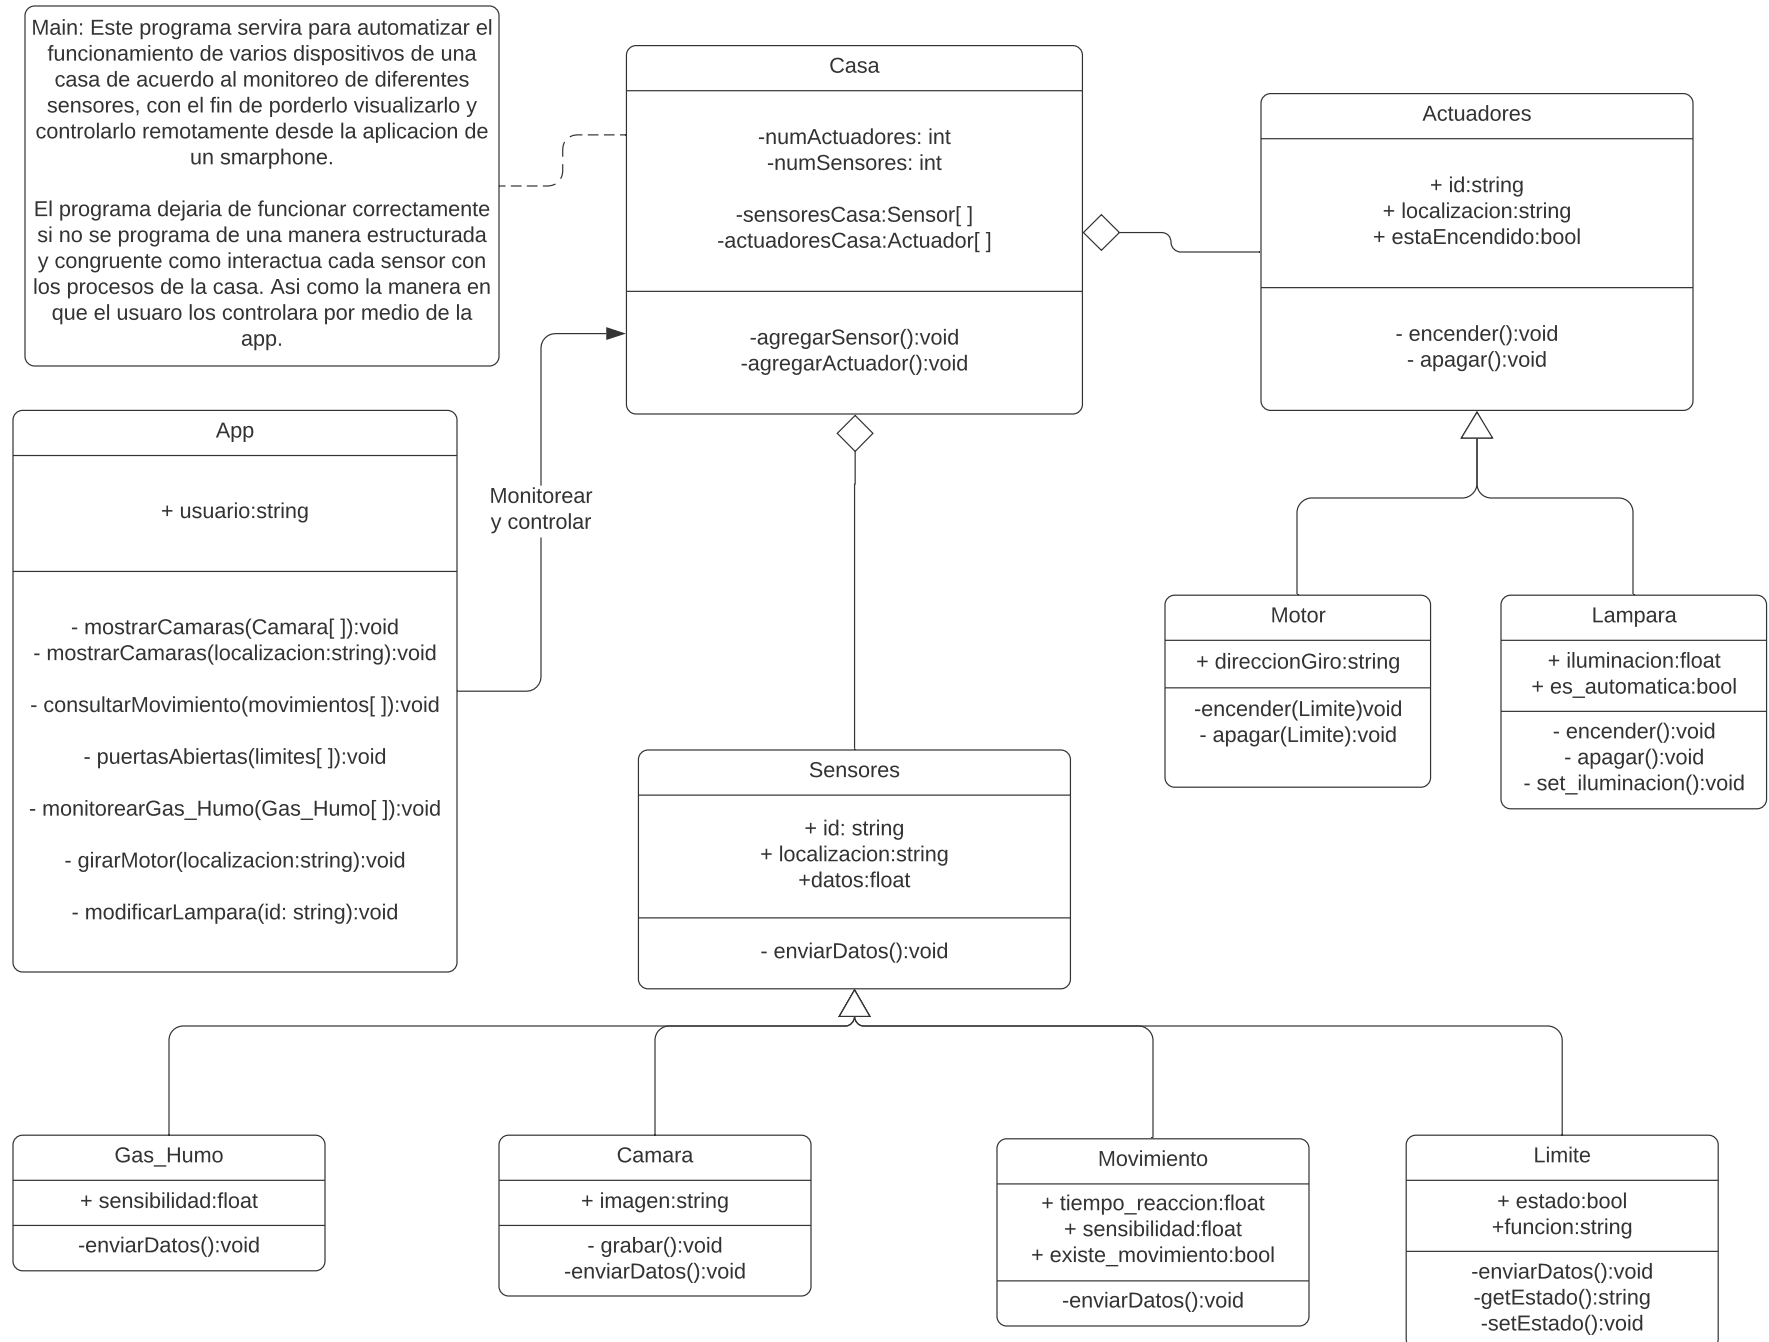 Main: Este programa servira para automatizar el
funcionamiento de varios dispositivos de una
casa de acuerdo al monitoreo de diferentes
sensores, con el fin de porderlo visualizarlo y
controlarlo remotamente desde la aplicacion de
un smarphone.
El programa dejaria de funcionar correctamente
si no se programa de una manera estructurada
y congruente como interactua cada sensor con
los procesos de la casa. Asi como la manera en
que el usuaro los controlara por medio de la
app.
Casa
-numActuadores: int
-numSensores: int
-sensoresCasa:Sensor[ ]
-actuadoresCasa:Actuador[ ]
-agregarSensor():void
-agregarActuador():void
Actuadores
+ id:string
+ localizacion:string
+ estaEncendido:bool
- encender():void
- apagar():void
App
+ usuario:string
- mostrarCamaras(Camara[ ]):void
- mostrarCamaras(localizacion:string):void
- consultarMovimiento(movimientos[ ]):void
- puertasAbiertas(limites[ ]):void
- monitorearGas_Humo(Gas_Humo[ ]):void
- girarMotor(localizacion:string):void
- modificarLampara(id: string):void
Monitorear
y controlar
Motor
+ direccionGiro:string
-encender(Limite)void
- apagar(Limite):void
Lampara
+ iluminacion:float
+ es_automatica:bool
- encender():void
- apagar():void
- set_iluminacion():void
Sensores
+ id: string
+ localizacion:string
+datos:float
- enviarDatos():void
Gas_Humo
+ sensibilidad:float
-enviarDatos():void
Camara
+ imagen:string
- grabar():void
-enviarDatos():void
Movimiento
+ tiempo_reaccion:float
+ sensibilidad:float
+ existe_movimiento:bool
-enviarDatos():void
Limite
+ estado:bool
+funcion:string
-enviarDatos():void
-getEstado():string
-setEstado():void